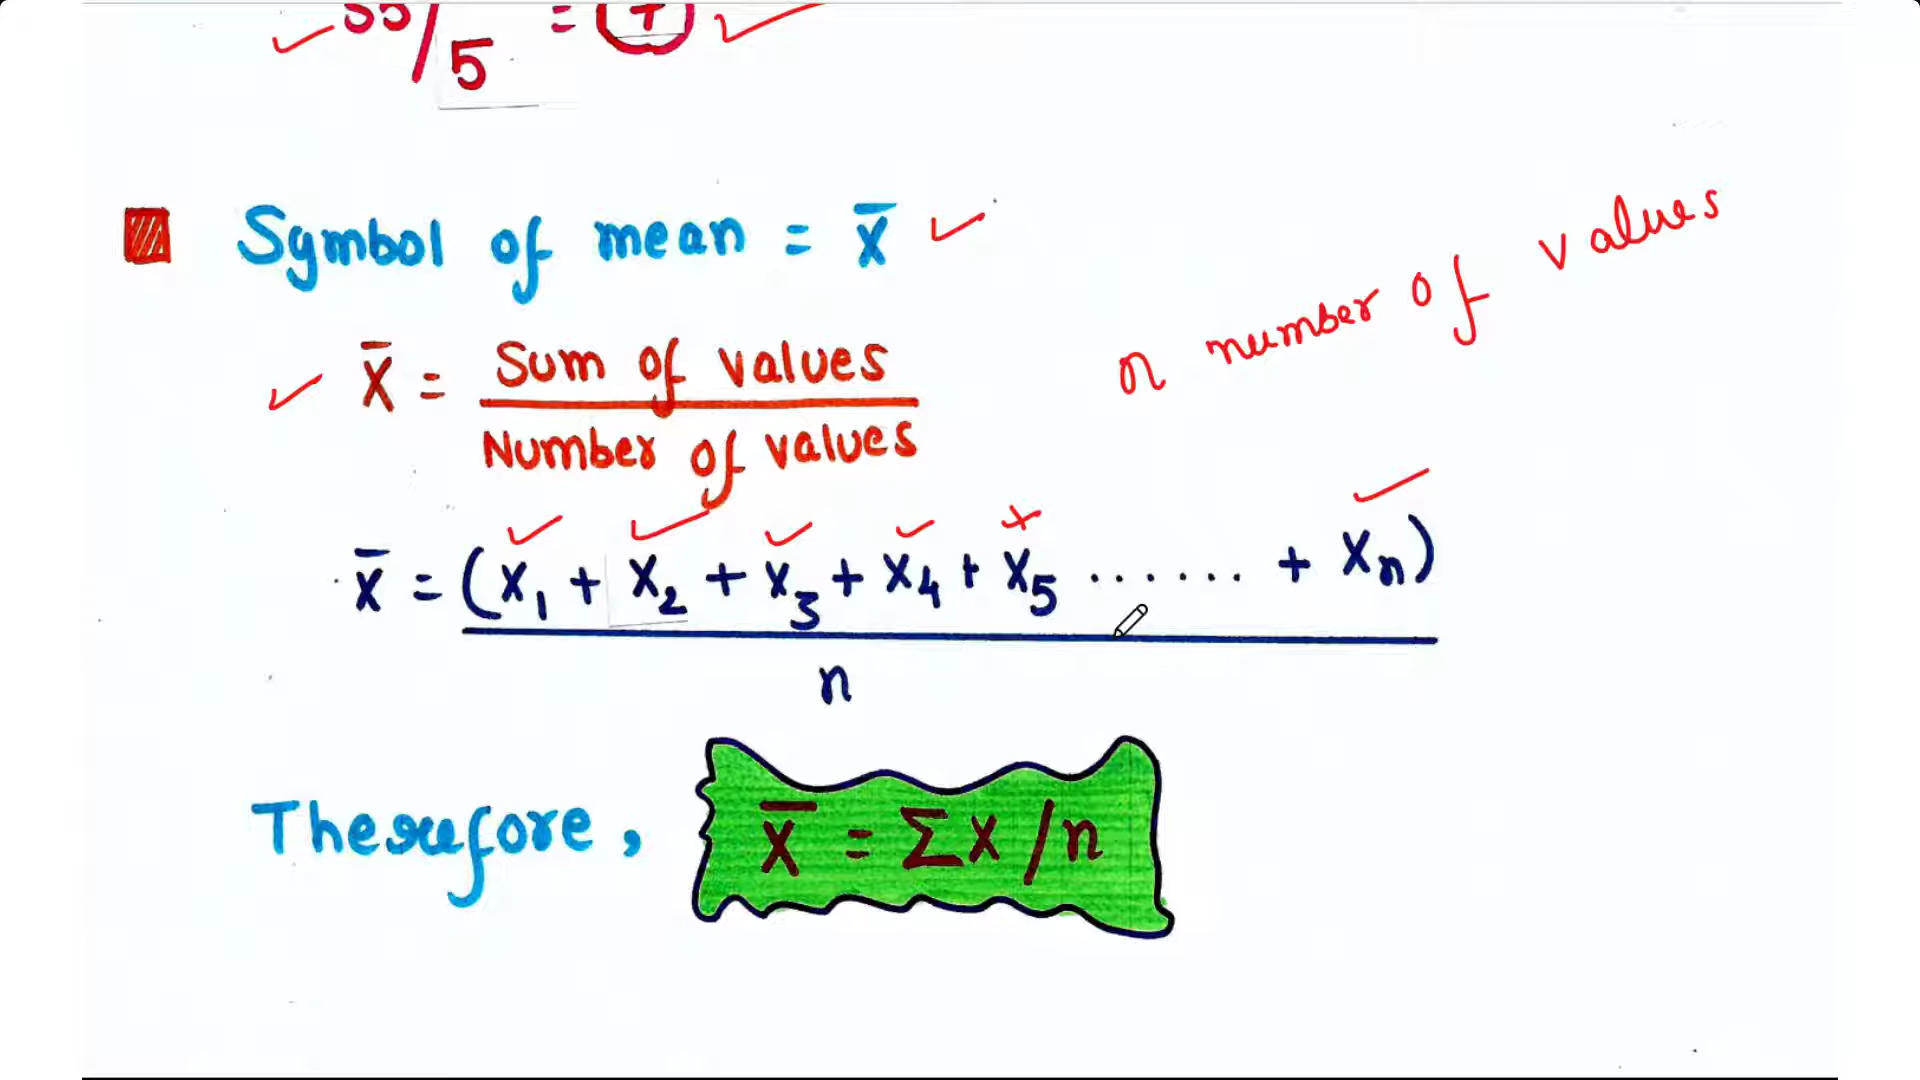 /5 =
Symbol of mean = x̄
x̄ = Sum of values
Number of values
n number of values
x̄ = (x₁ + x₂ + x₃ + x₄ + x₅ ....... + xₙ)
n
Therefore, x̄ = Σx/n